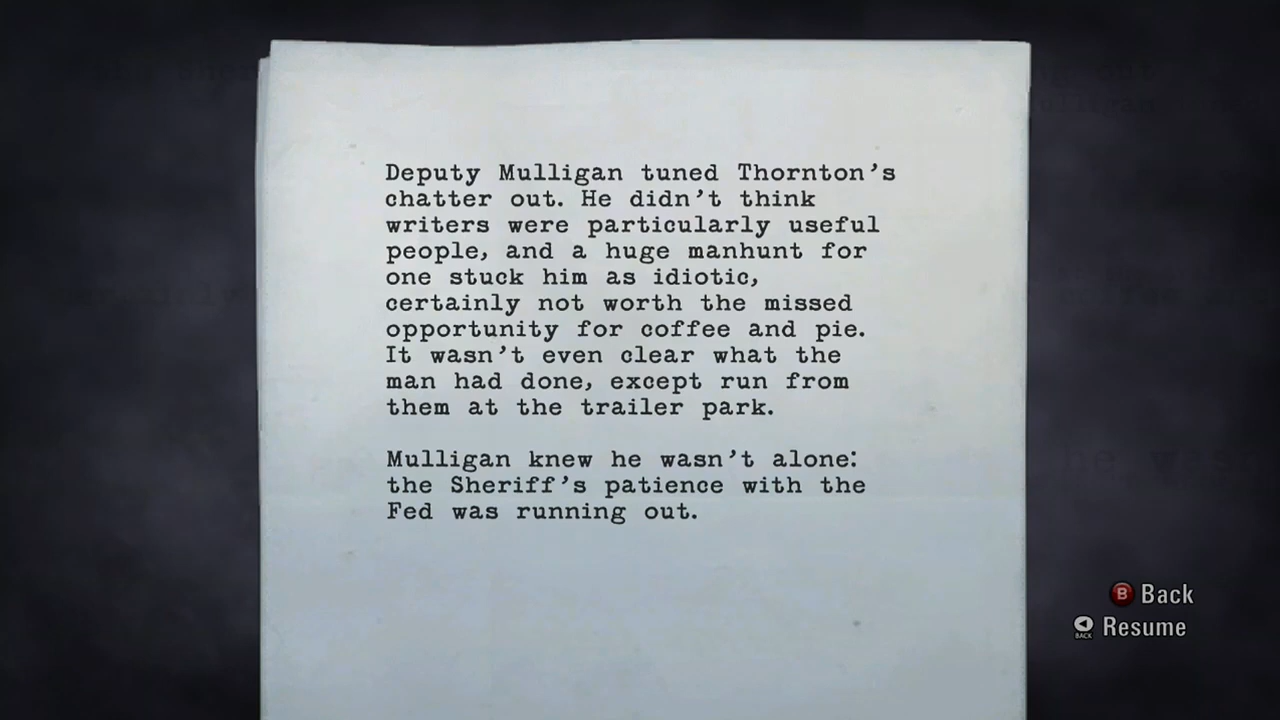 Deputy Mulligan tuned Thornton's
chatter out. He didn't think
writers were particularly useful
people, and a huge manhunt for
one stuck him as idiotic,
certainly not worth the missed
opportunity for coffee and pie.
It wasn't even clear what the
man had done, except run from
them at the trailer park.
Mulligan knew he wasn't alone:
the Sheriff's patience with the
Fed was running out.
B Back
BACK Resume